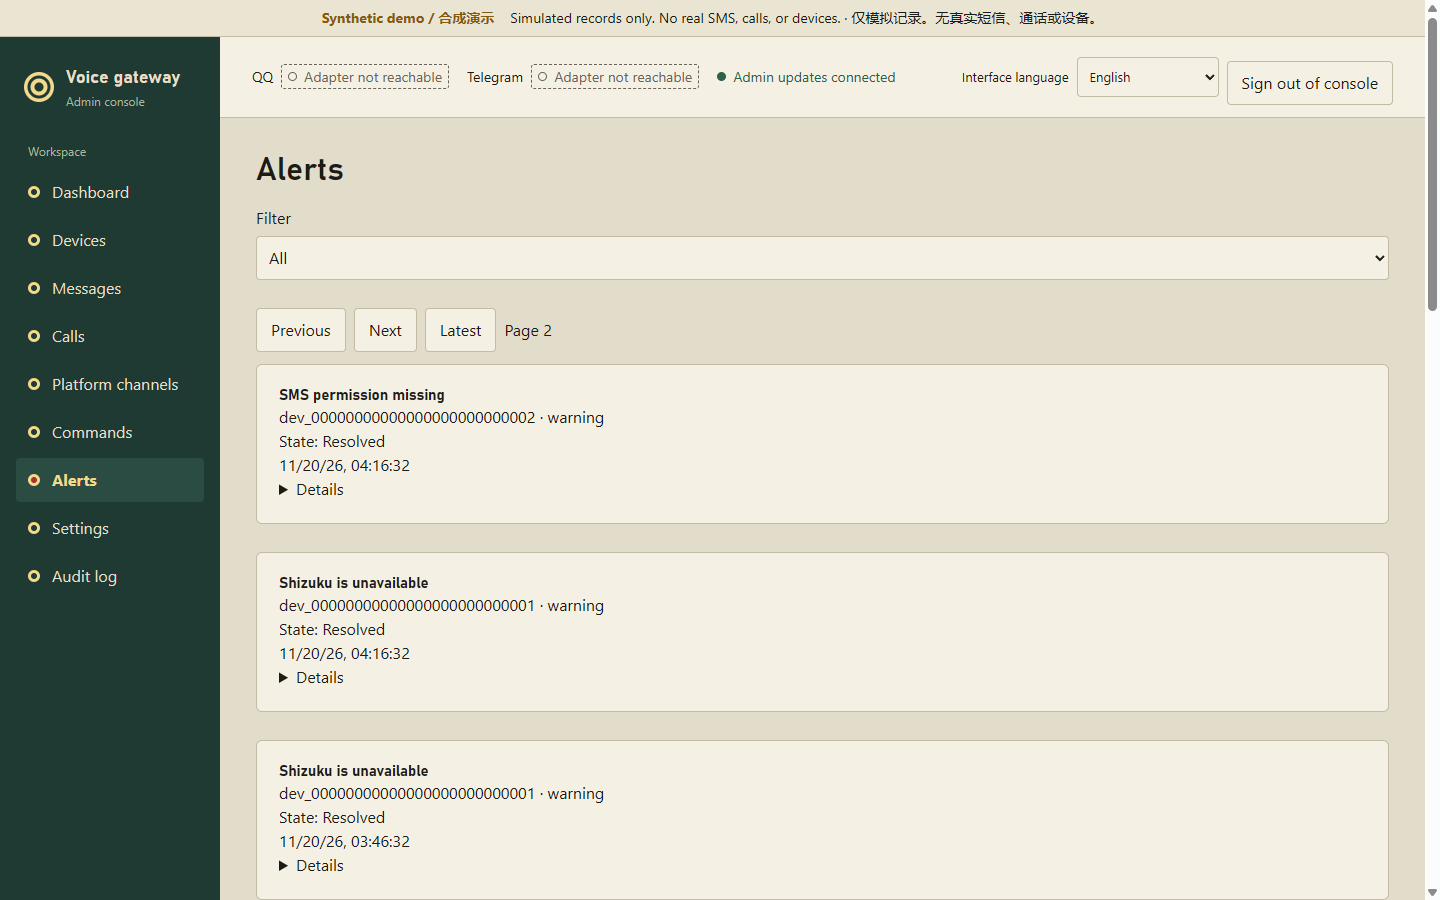 Synthetic demo / 合成演示 Simulated records only. No real SMS, calls, or devices. · 仅模拟记录。无真实短信、通话或设备。
Voice gateway
Admin console
QQ Adapter not reachable Telegram Adapter not reachable Admin updates connected Interface language English Sign out of console
Workspace
Dashboard
Devices
Messages
Calls
Platform channels
Commands
Alerts
Settings
Audit log
Alerts
Filter
All
Previous Next Latest Page 2
SMS permission missing
dev_00000000000000000000000002 · warning
State: Resolved
11/20/26, 04:16:32
Details
Shizuku is unavailable
dev_00000000000000000000000001 · warning
State: Resolved
11/20/26, 04:16:32
Details
Shizuku is unavailable
dev_00000000000000000000000001 · warning
State: Resolved
11/20/26, 03:46:32
Details